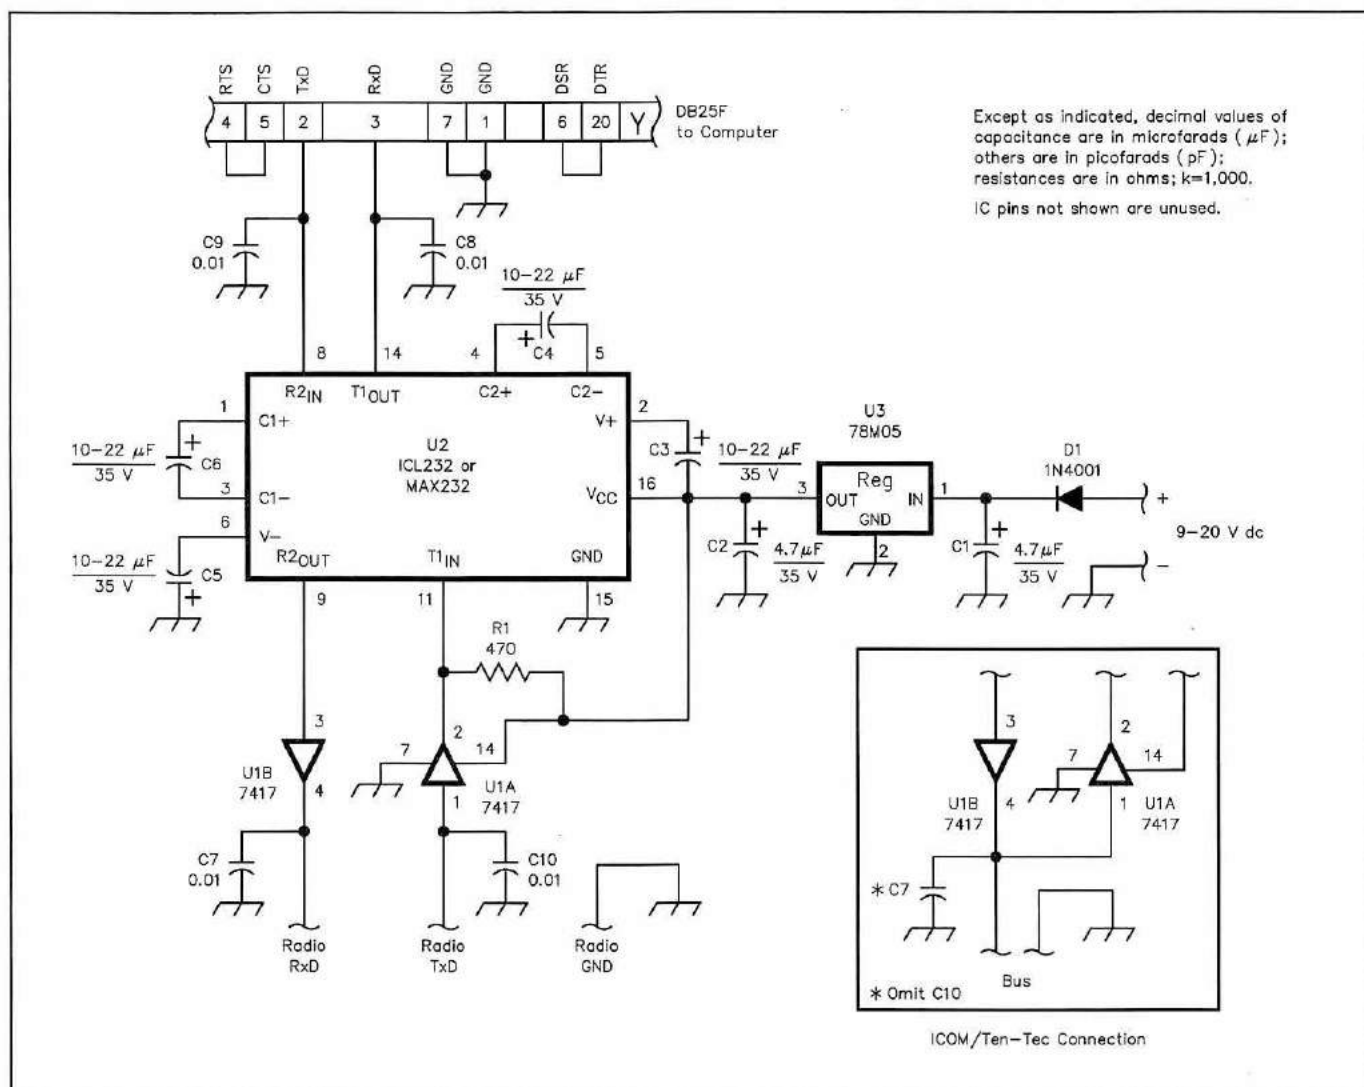 RTS
CTS
TxD
RxD
GND
GND
DSR
DTR
4
5
2
3
7
1
6
20
Y
DB25F
to Computer
Except as indicated, decimal values of
capacitance are in microfarads (μF);
others are in picofarads (pF);
resistances are in ohms; k=1,000.
IC pins not shown are unused.
C9
0.01
C8
0.01
10-22 μF
35 V
+
C4
8
14
4
5
R2IN
T1OUT
C2+
C2-
1
C1+
V+
2
10-22 μF
35 V
+
C6
U2
ICL232 or
MAX232
C3
+
10-22 μF
35 V
3
C1-
VCC
16
6
V-
10-22 μF
35 V
C5
+
R2OUT
T1IN
GND
9
11
15
U3
78M05
3
Reg
OUT
IN
GND
1
2
D1
1N4001
+
9-20 V dc
-
C2
+
4.7μF
35 V
C1
+
4.7μF
35 V
R1
470
3
U1B
7417
4
7
2
14
1
U1A
7417
C7
0.01
C10
0.01
Radio
RxD
Radio
TxD
Radio
GND
3
U1B
7417
4
7
2
14
1
U1A
7417
* C7
Bus
* Omit C10
ICOM/Ten-Tec Connection